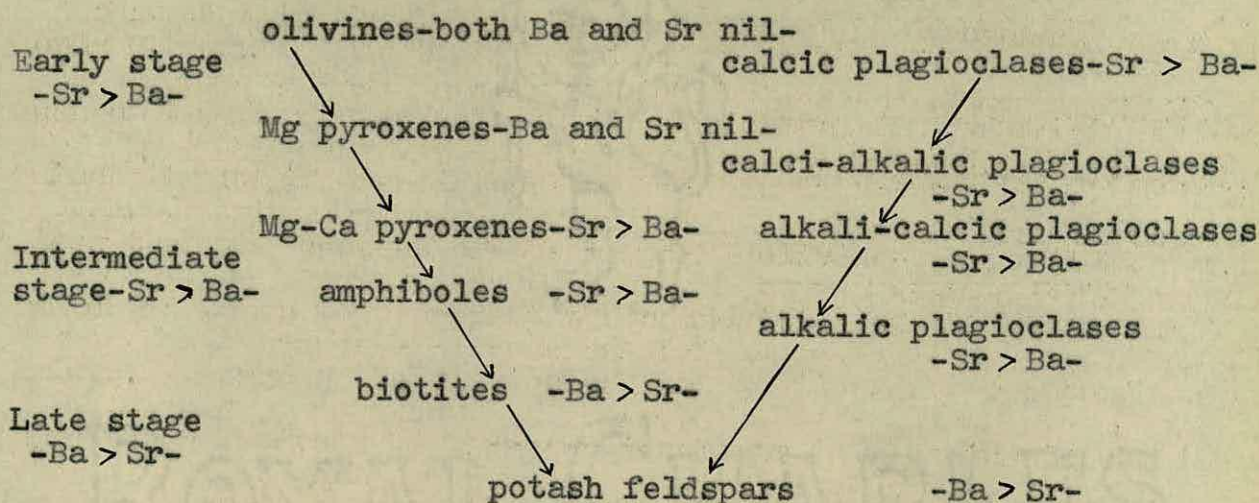 olivines-both Ba and Sr nil-
Early stage
calcic plagioclases-Sr > Ba-
-Sr > Ba-
Mg pyroxenes-Ba and Sr nil-
calci-alkalic plagioclases
-Sr > Ba-
Mg-Ca pyroxenes-Sr > Ba-
alkali-calcic plagioclases
Intermediate
-Sr > Ba-
stage-Sr > Ba-
amphiboles -Sr > Ba-
alkalic plagioclases
-Sr > Ba-
biotites -Ba > Sr-
Late stage
-Ba > Sr-
potash feldspars -Ba > Sr-